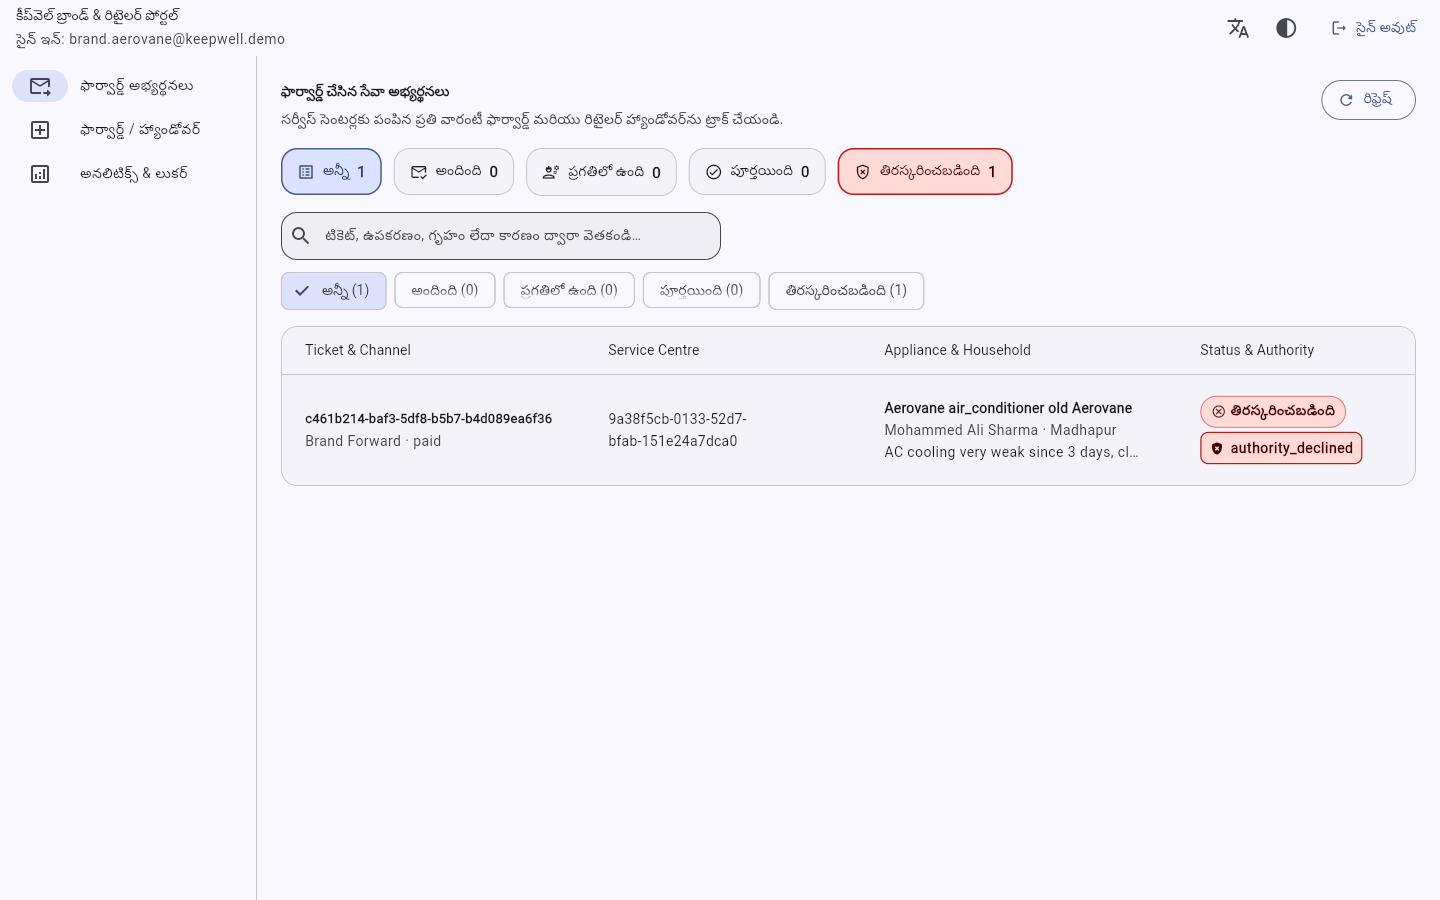 కీప్‌వెల్ బ్రాండ్ & రిటైలర్ పోర్టల్
సైన్ ఇన్: brand.aerovane@keepwell.demo
సైన్ అవుట్
ఫార్వార్డ్ అభ్యర్థనలు
ఫార్వార్డ్ / హ్యాండోవర్
అనలిటిక్స్ & లుకర్
ఫార్వార్డ్ చేసిన సేవా అభ్యర్థనలు
సర్వీస్ సెంటర్లకు పంపిన ప్రతి వారంటీ ఫార్వార్డ్ మరియు రిటైలర్ హ్యాండోవర్‌ను ట్రాక్ చేయండి.
రిఫ్రెష్
అన్నీ 1
అందింది 0
ప్రగతిలో ఉంది 0
పూర్తయింది 0
తిరస్కరించబడింది 1
టికెట్, ఉపకరణం, గృహం లేదా కారణం ద్వారా వెతకండి...
అన్నీ (1)
అందింది (0)
ప్రగతిలో ఉంది (0)
పూర్తయింది (0)
తిరస్కరించబడింది (1)
Ticket & Channel
Service Centre
Appliance & Household
Status & Authority
c461b214-baf3-5df8-b5b7-b4d089ea6f36
Brand Forward · paid
9a38f5cb-0133-52d7-
bfab-151e24a7dca0
Aerovane air_conditioner old Aerovane
Mohammed Ali Sharma · Madhapur
AC cooling very weak since 3 days, cl...
తిరస్కరించబడింది
authority_declined